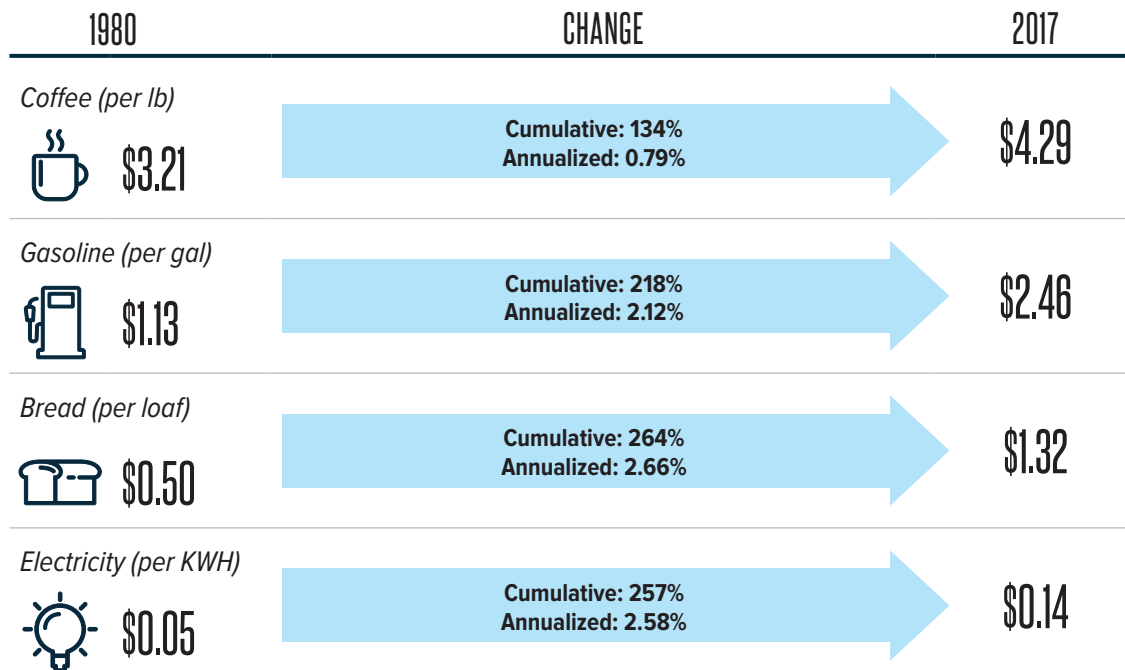 1980 CHANGE 2017
Coffee (per lb)
$3.21
Cumulative: 134%
Annualized: 0.79%
$4.29
Gasoline (per gal)
$1.13
Cumulative: 218%
Annualized: 2.12%
$2.46
Bread (per loaf)
$0.50
Cumulative: 264%
Annualized: 2.66%
$1.32
Electricity (per KWH)
$0.05
Cumulative: 257%
Annualized: 2.58%
$0.14